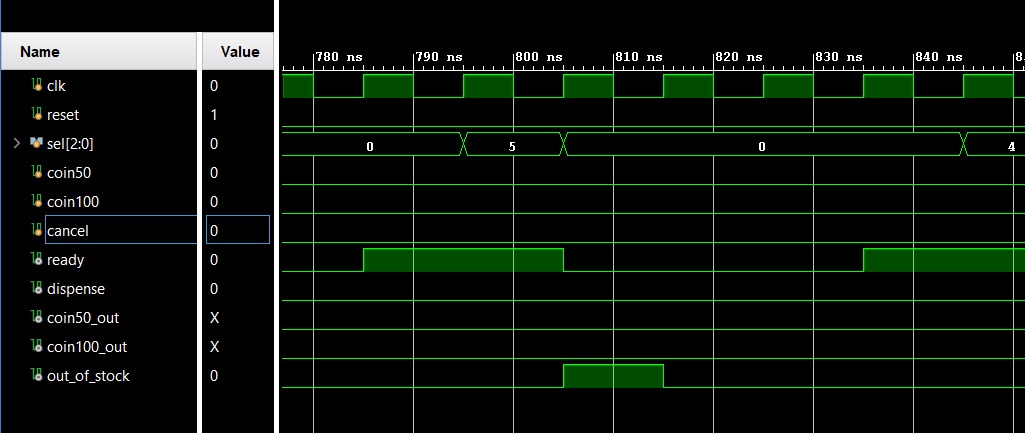 Name Value
780 ns 790 ns 800 ns 810 ns 820 ns 830 ns 840 ns
clk 0
reset 1
sel[2:0] 0 0 5 0 4
coin50 0
coin100 0
cancel 0
ready 0
dispense 0
coin50_out X
coin100_out X
out_of_stock 0